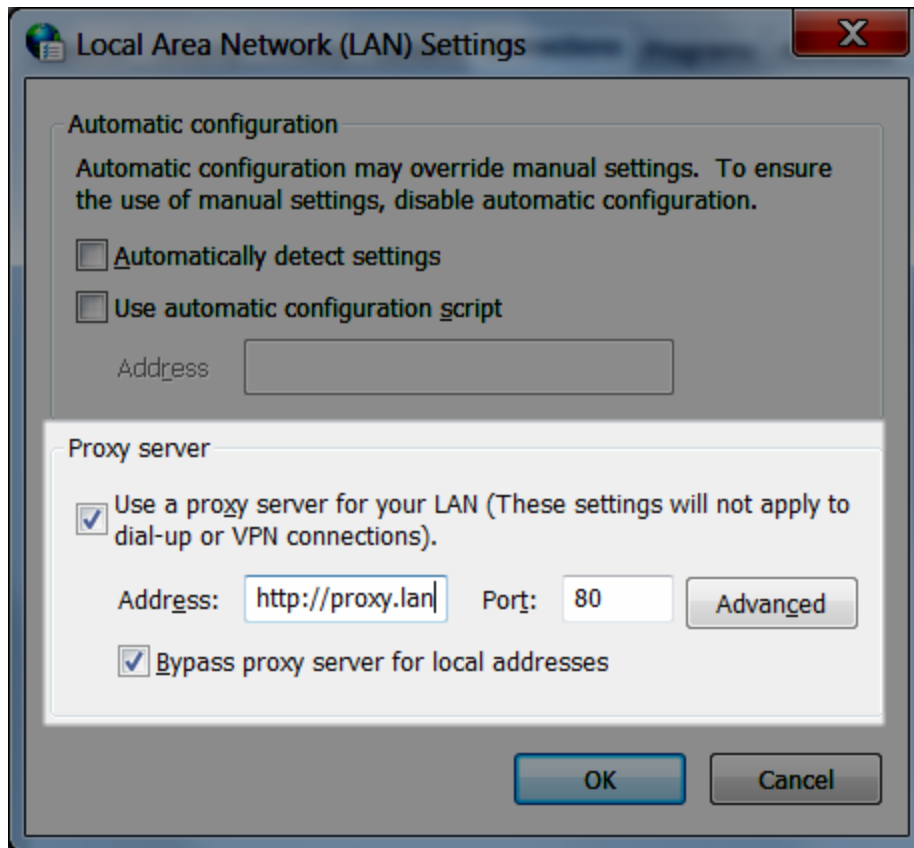 Local Area Network (LAN) Settings
Automatic configuration
Automatic configuration may override manual settings. To ensure
the use of manual settings, disable automatic configuration.
Automatically detect settings
Use automatic configuration script
Address
Proxy server
Use a proxy server for your LAN (These settings will not apply to
dial-up or VPN connections).
Address: http://proxy.lan Port: 80 Advanced
Bypass proxy server for local addresses
OK Cancel